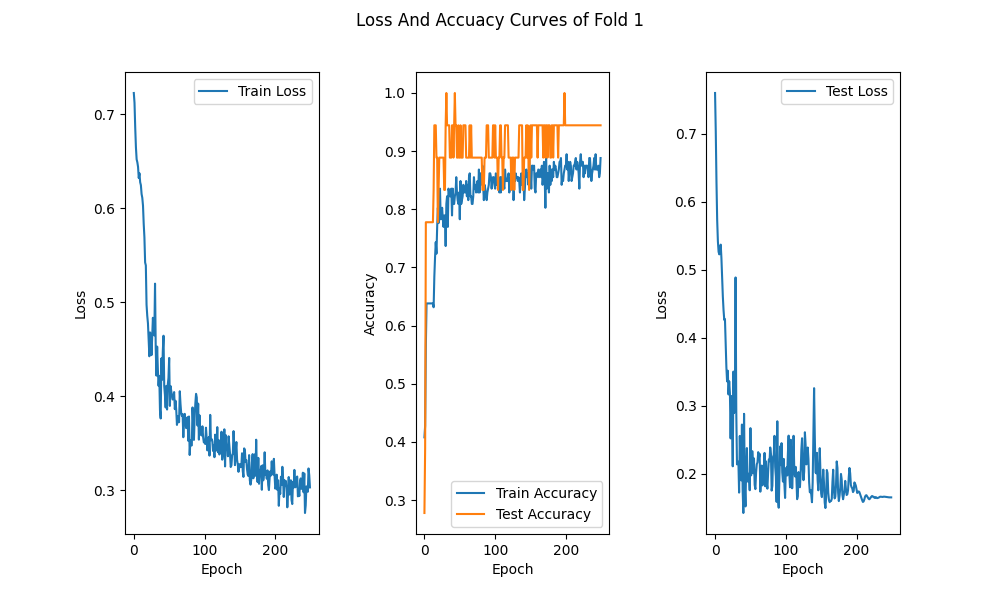 Loss And Accuacy Curves of Fold 1
Train Loss
0.7
0.6
0.5
0.4
0.3
Loss
0
100
200
Epoch
1.0
0.9
0.8
0.7
0.6
0.5
0.4
0.3
Accuracy
Train Accuracy
Test Accuracy
0
100
200
Epoch
Test Loss
0.7
0.6
0.5
0.4
0.3
0.2
Loss
0
100
200
Epoch